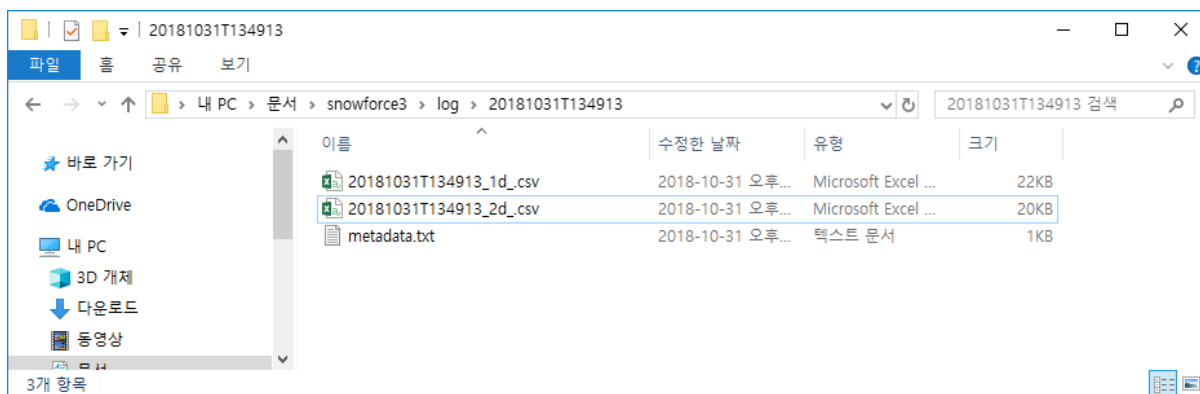 20181031T134913
파일 홈 공유 보기
내 PC > 문서 > snowforce3 > log > 20181031T134913 20181031T134913 검색
이름 수정한 날짜 유형 크기
바로 가기
OneDrive
내 PC
3D 개체
다운로드
동영상
문서
20181031T134913_1d_.csv 2018-10-31 오후... Microsoft Excel ... 22KB
20181031T134913_2d_.csv 2018-10-31 오후... Microsoft Excel ... 20KB
metadata.txt 2018-10-31 오후... 텍스트 문서 1KB
3개 항목